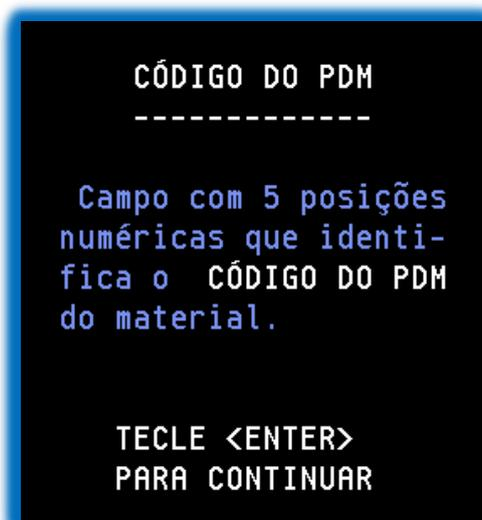 CÓDIGO DO PDM
-------------
Campo com 5 posições
numéricas que identi-
fica o CÓDIGO DO PDM
do material.
TECLE <ENTER>
PARA CONTINUAR